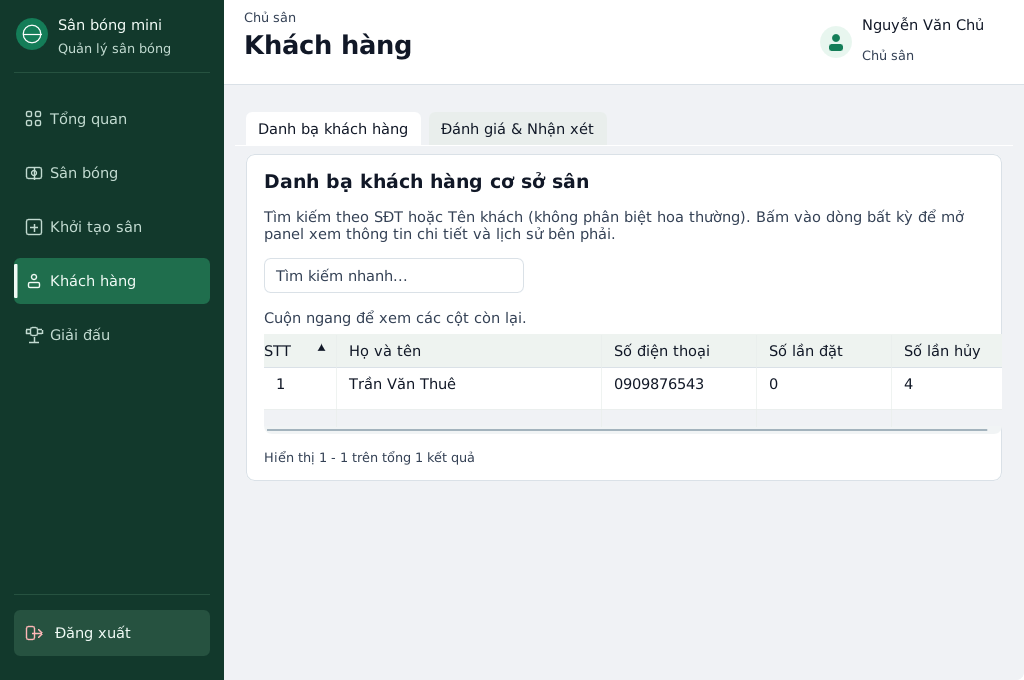 Sân bóng mini
Quản lý sân bóng
Tổng quan
Sân bóng
Khởi tạo sân
Khách hàng
Giải đấu
Đăng xuất
Chủ sân
Khách hàng
Nguyễn Văn Chủ
Chủ sân
Danh bạ khách hàng
Đánh giá & Nhận xét
Danh bạ khách hàng cơ sở sân
Tìm kiếm theo SĐT hoặc Tên khách (không phân biệt hoa thường). Bấm vào dòng bất kỳ để mở
panel xem thông tin chi tiết và lịch sử bên phải.
Tìm kiếm nhanh...
Cuộn ngang để xem các cột còn lại.
STT ▲ Họ và tên Số điện thoại Số lần đặt Số lần hủy
1 Trần Văn Thuê 0909876543 0 4
Hiển thị 1 - 1 trên tổng 1 kết quả